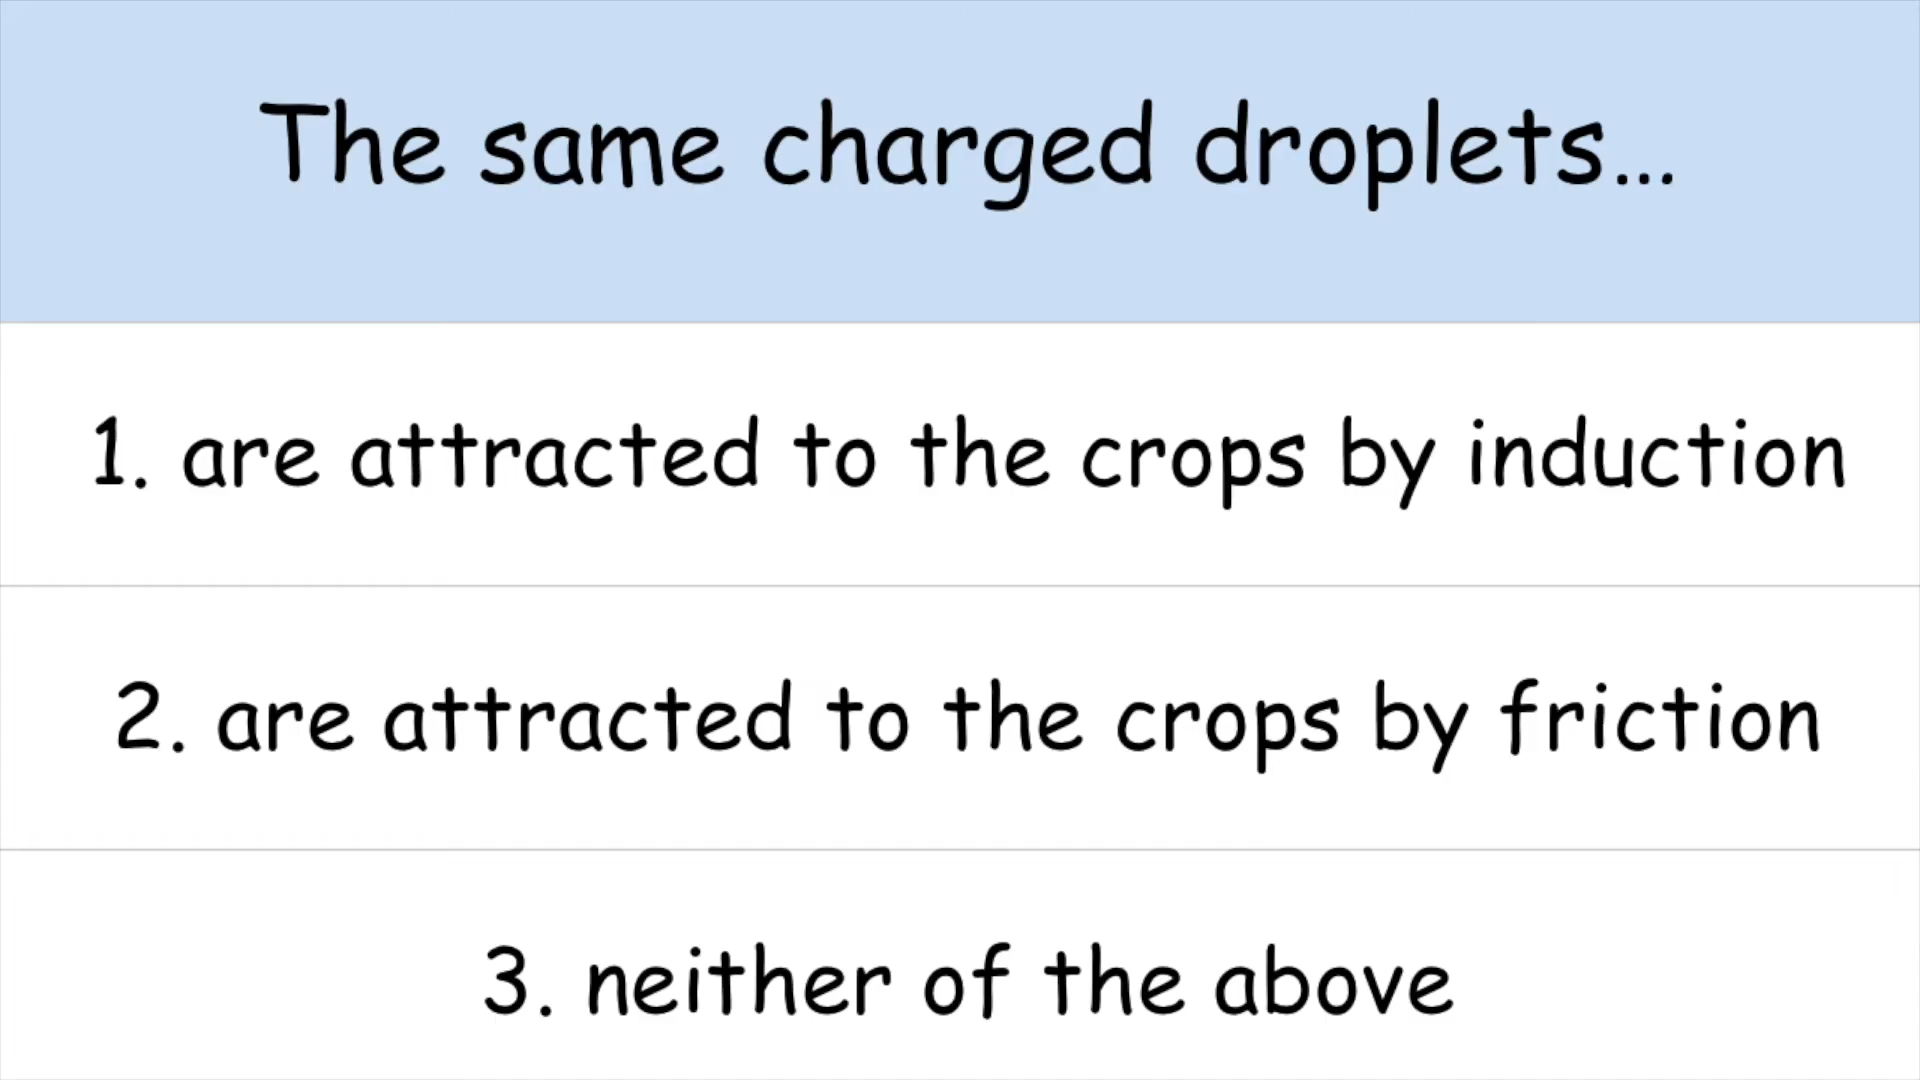 The same charged droplets...
1. are attracted to the crops by induction
2. are attracted to the crops by friction
3. neither of the above